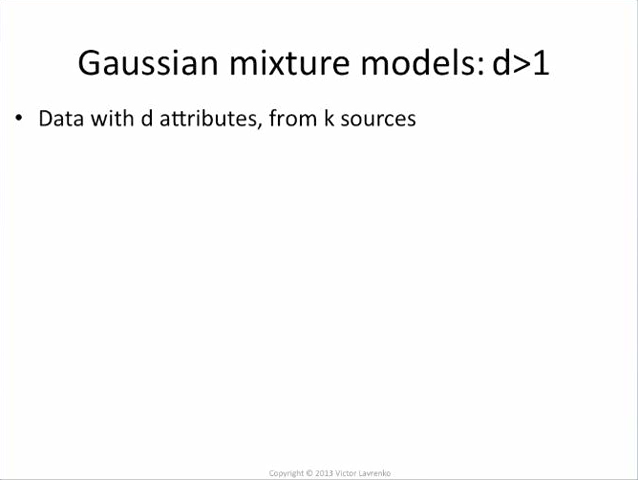 Gaussian mixture models: d>1
• Data with d attributes, from k sources
Copyright © 2013 Victor Lavrenko